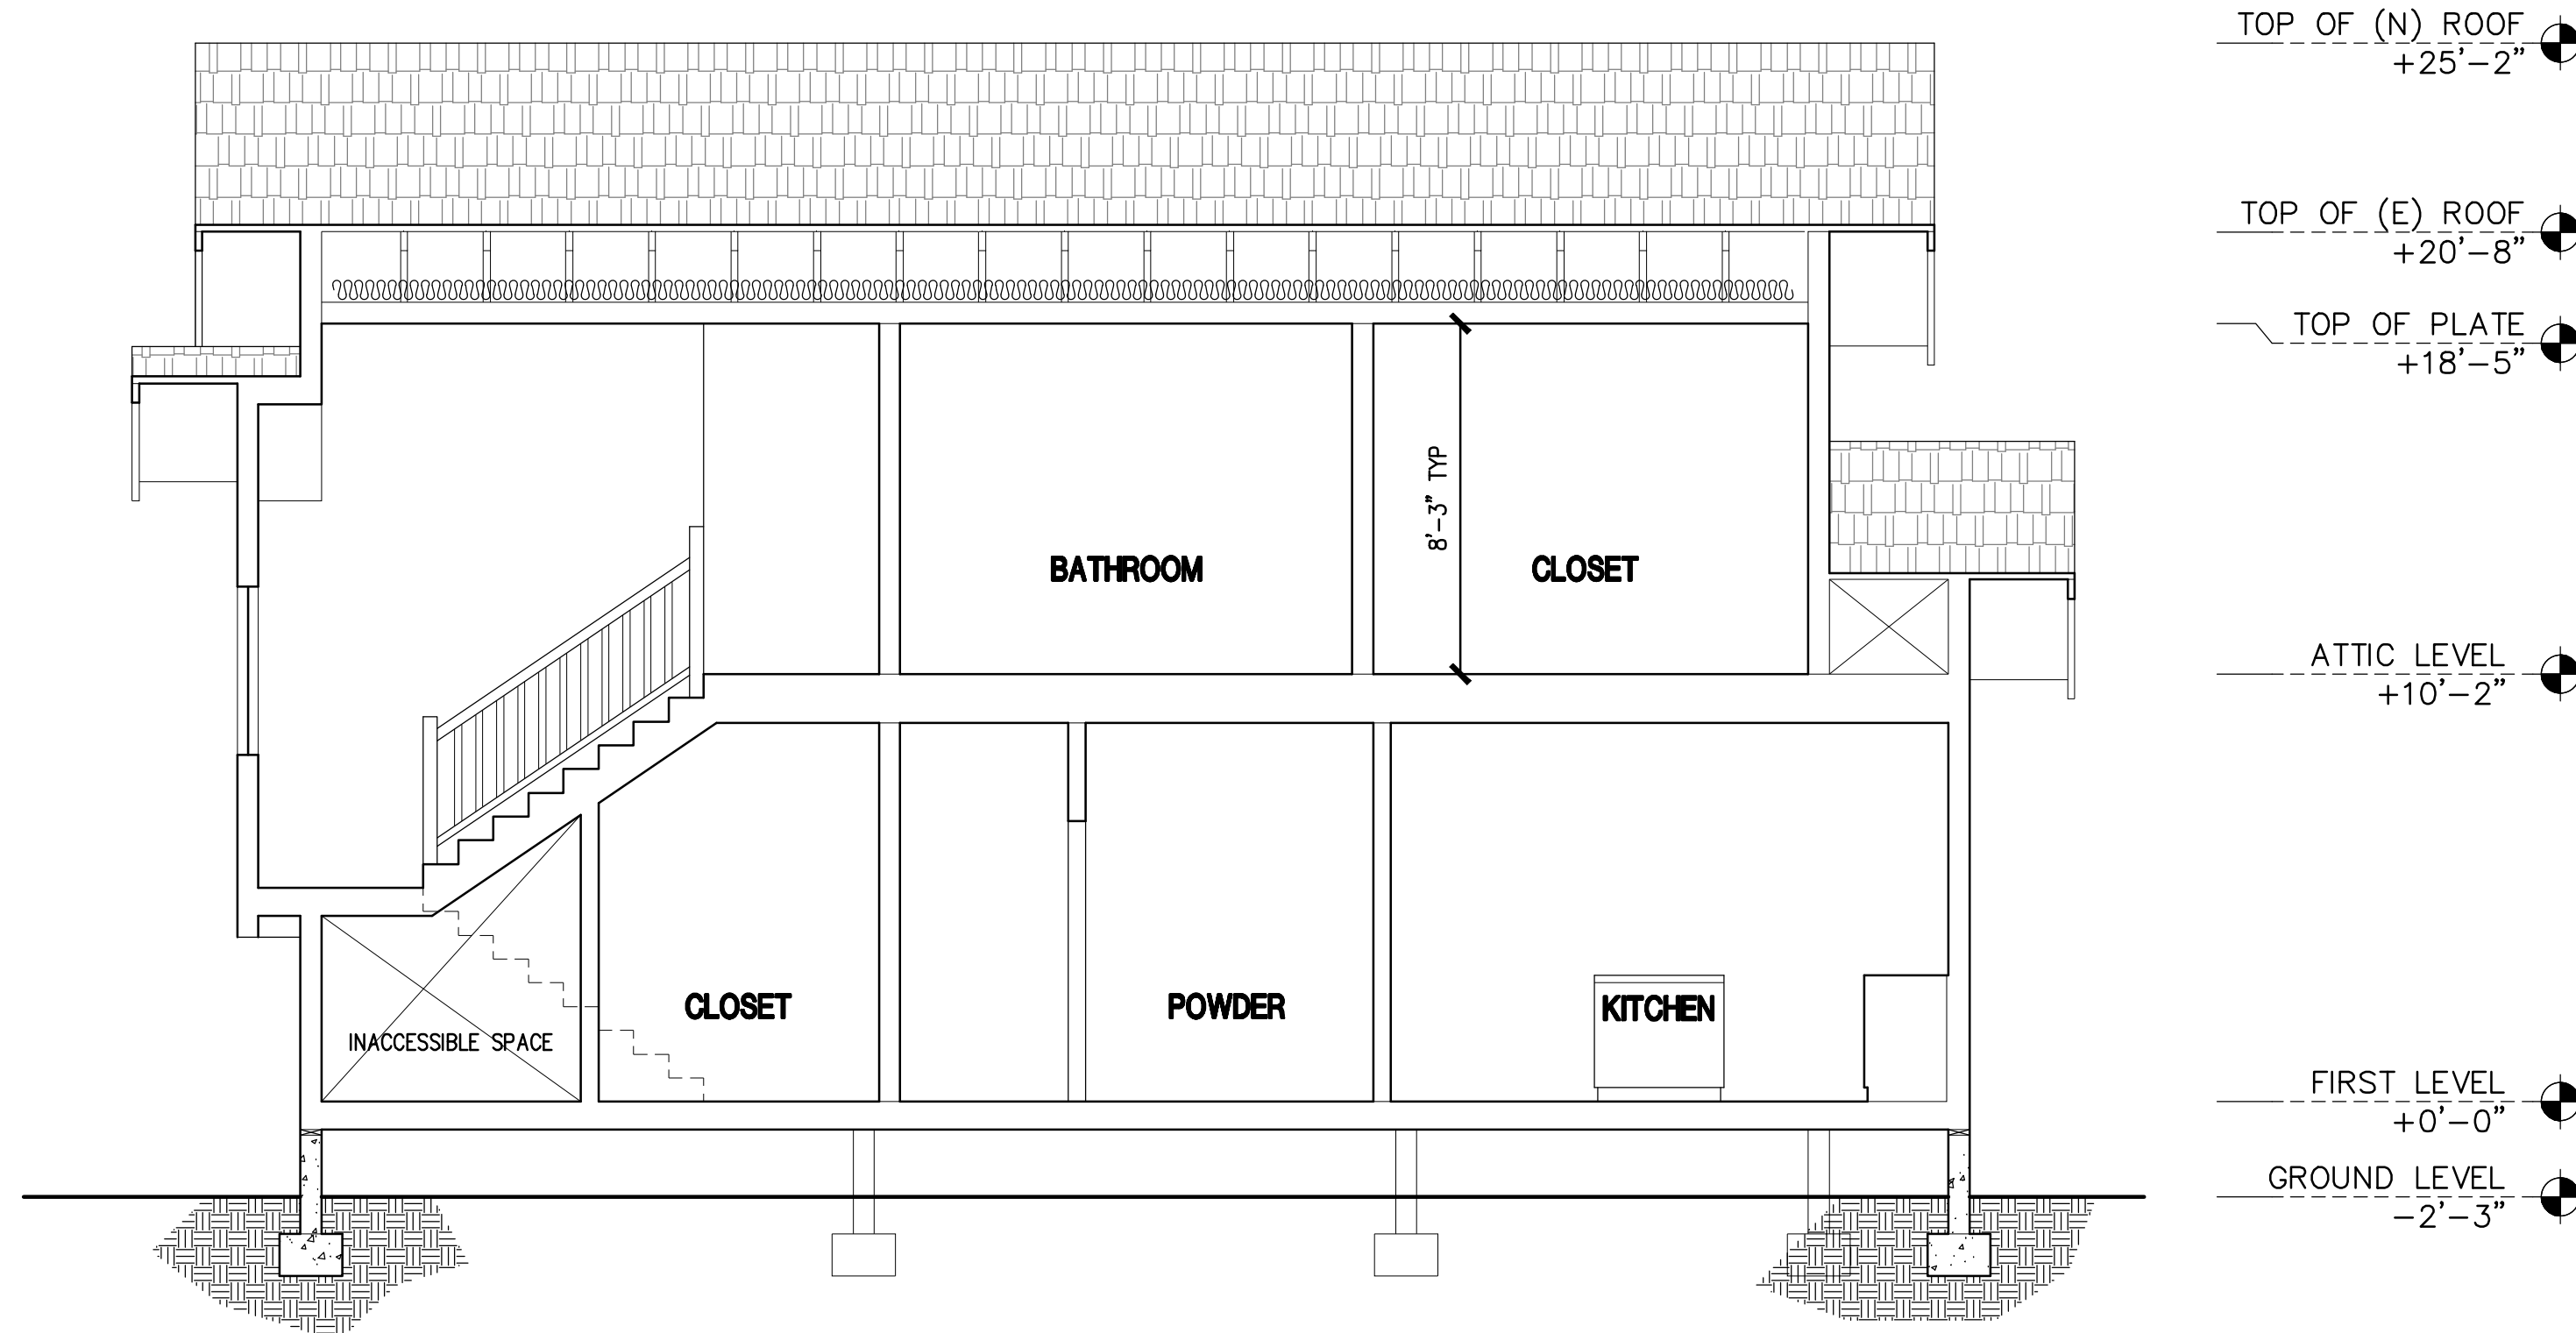 TOP OF (N) ROOF
+25'-2"
TOP OF (E) ROOF
+20'-8"
TOP OF PLATE
+18'-5"
8'-3" TYP
BATHROOM
CLOSET
ATTIC LEVEL
+10'-2"
CLOSET
POWDER
KITCHEN
INACCESSIBLE SPACE
FIRST LEVEL
+0'-0"
GROUND LEVEL
-2'-3"